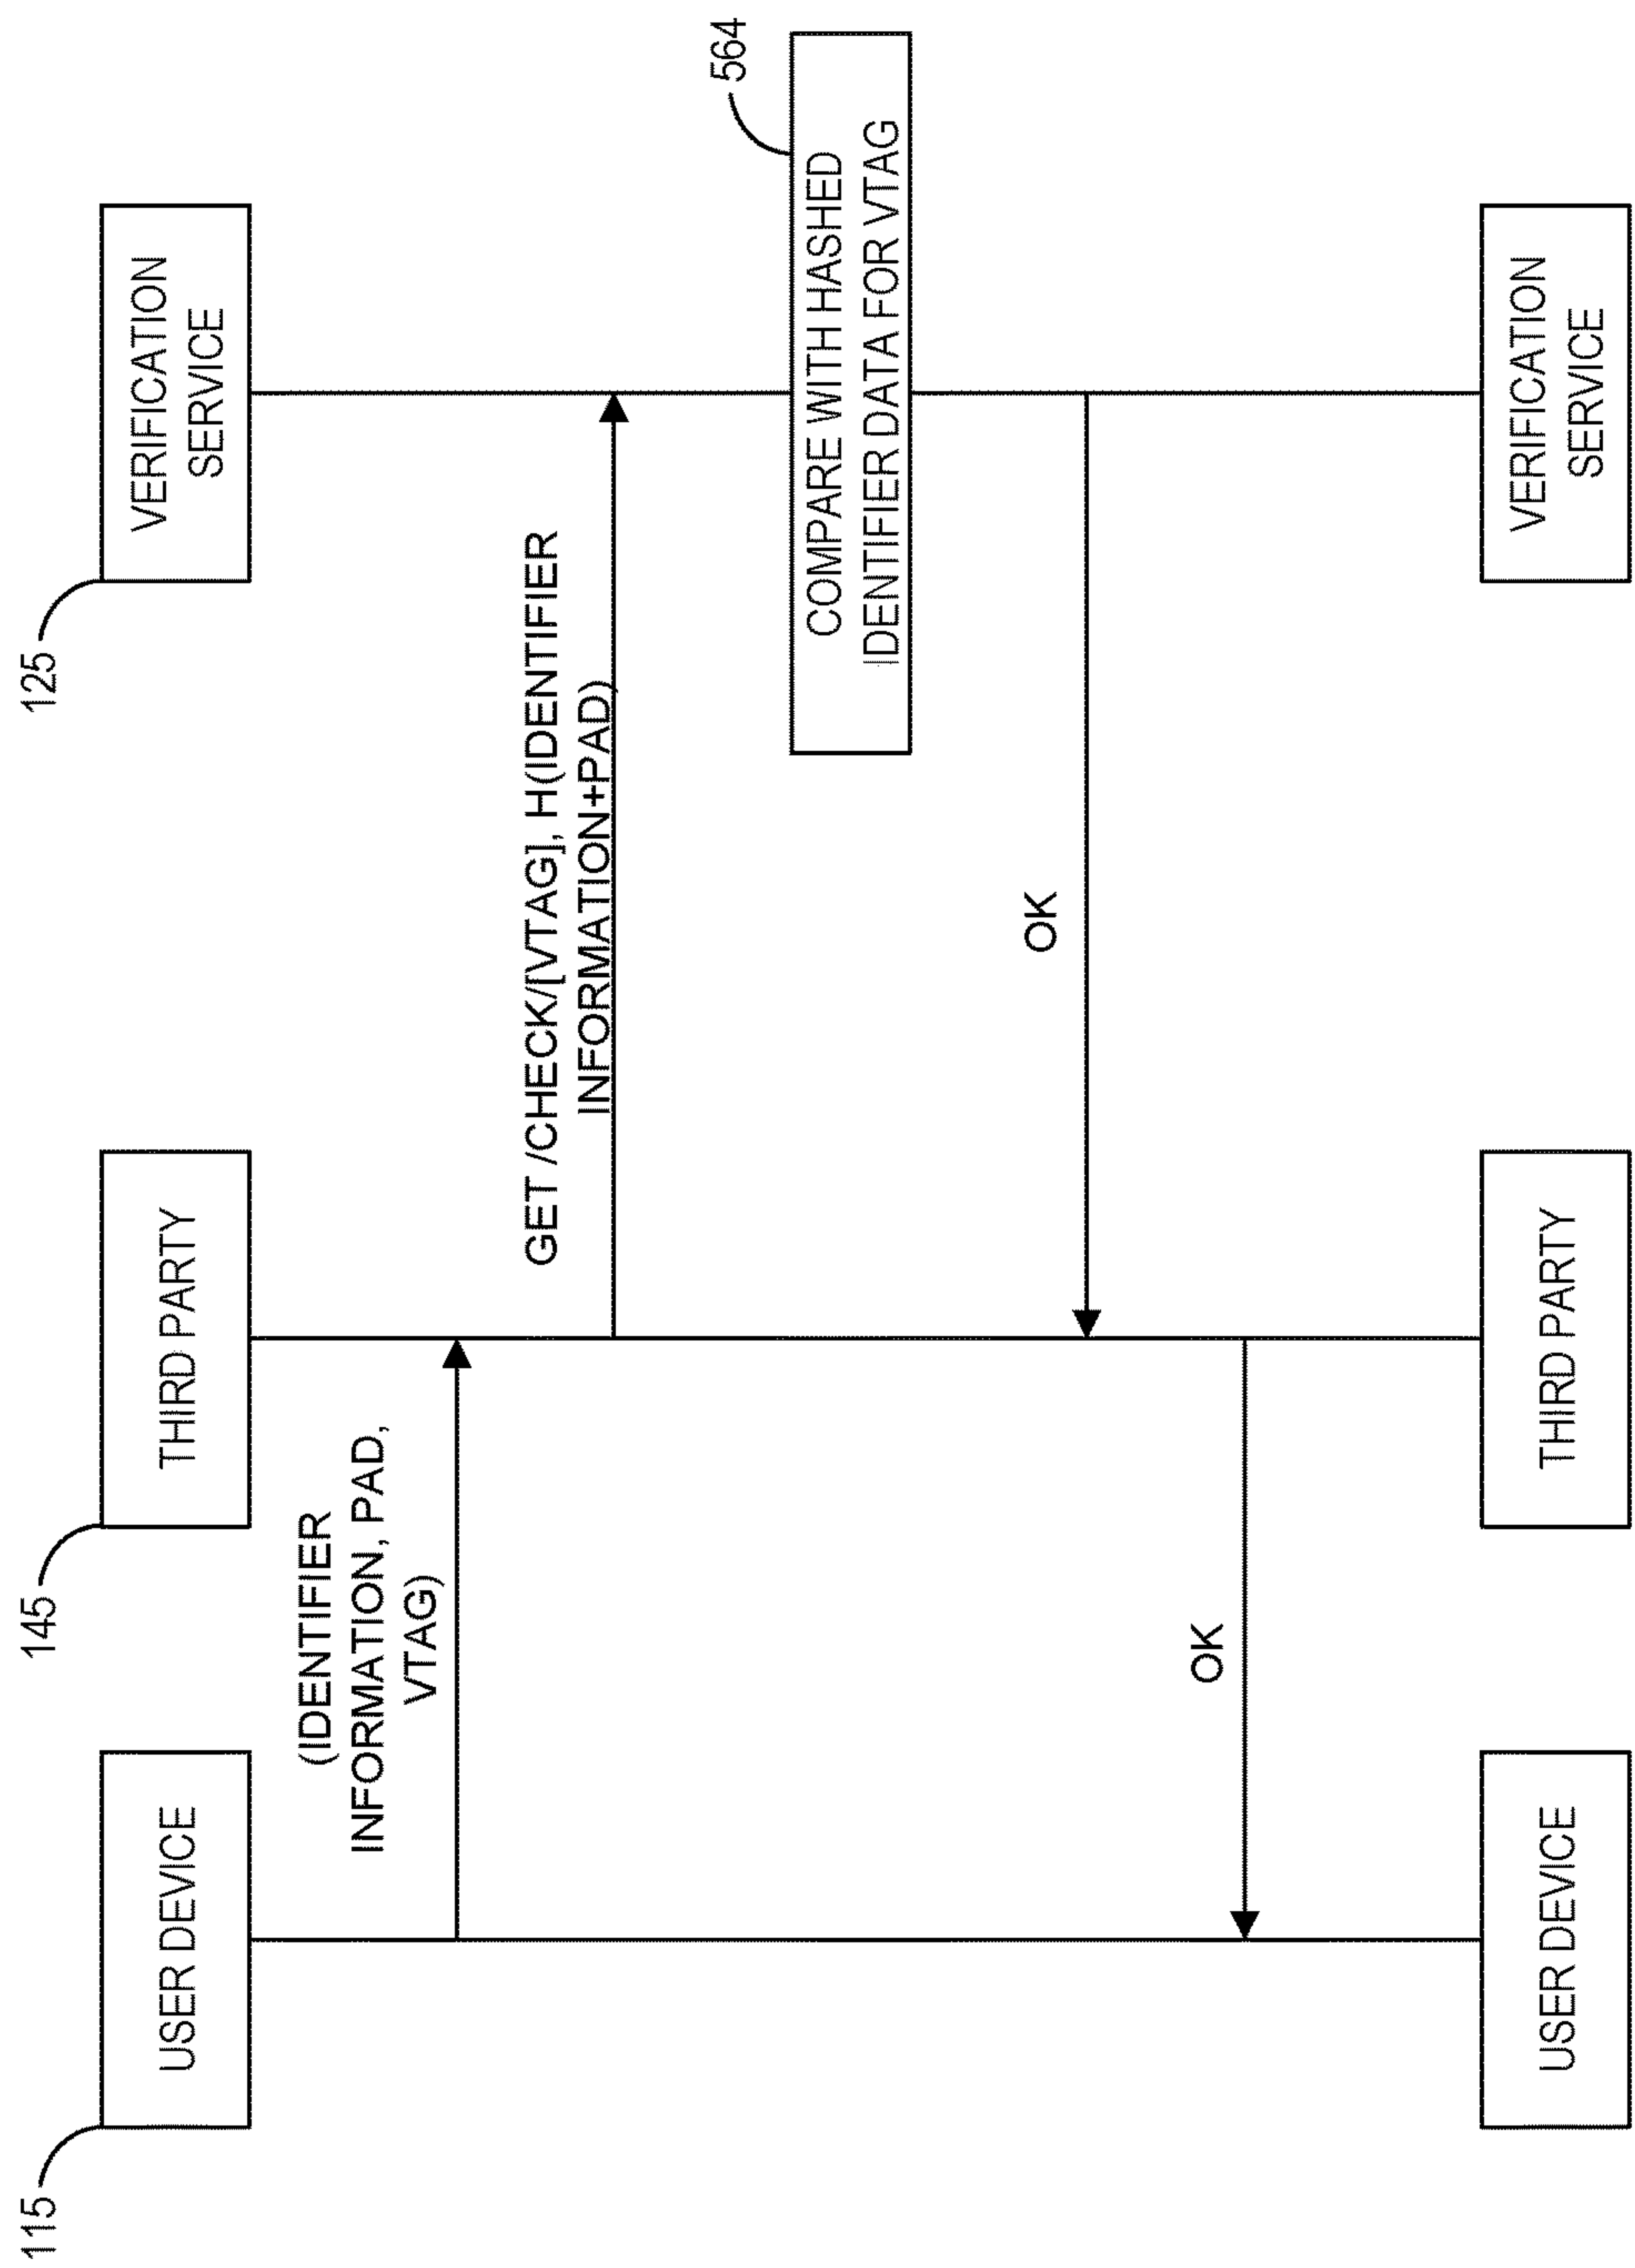 115
USER DEVICE
145
THIRD PARTY
125
VERIFICATION
SERVICE
(IDENTIFIER
INFORMATION, PAD,
VTAG)
GET /CHECK/[VTAG], H(IDENTIFIER
INFORMATION+PAD)
564
COMPARE WITH HASHED
IDENTIFIER DATA FOR VTAG
OK
OK
USER DEVICE
THIRD PARTY
VERIFICATION
SERVICE